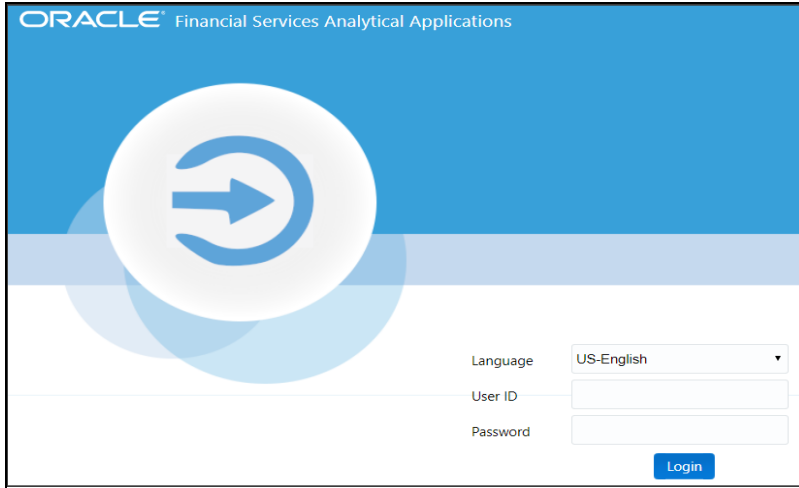 ORACLE® Financial Services Analytical Applications
Language US-English
User ID
Password
Login